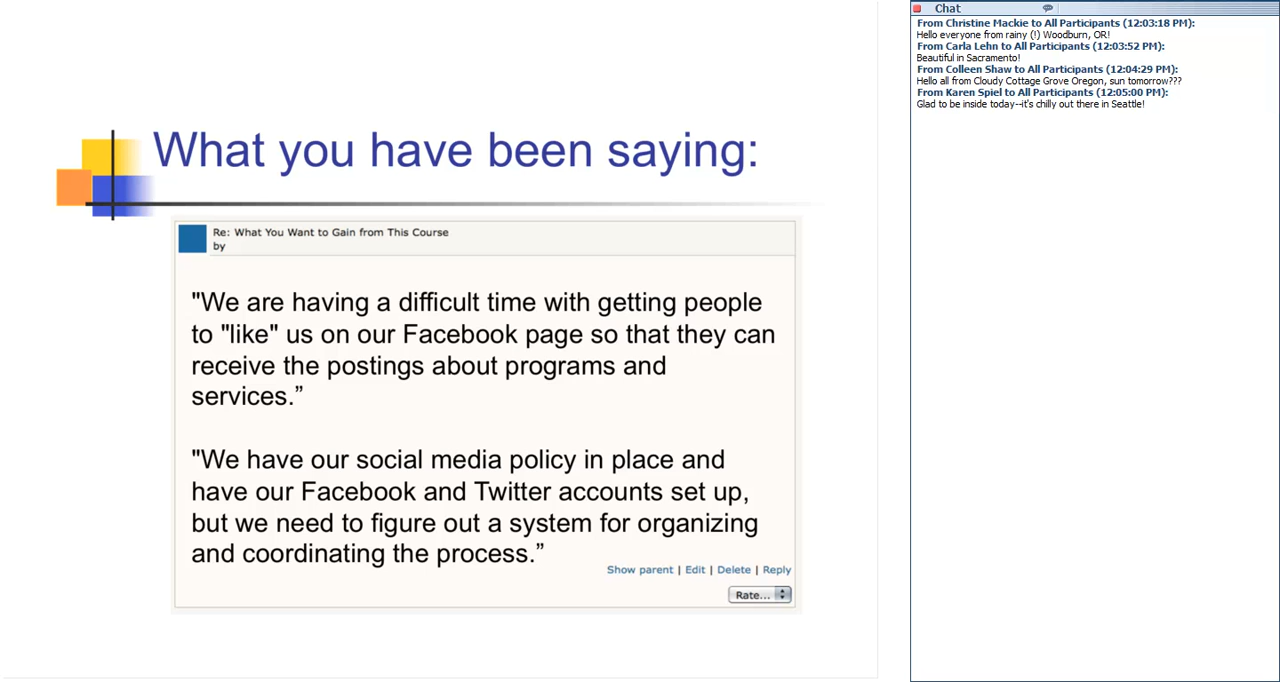 What you have been saying:
Re: What You Want to Gain from This Course
by
"We are having a difficult time with getting people
to "like" us on our Facebook page so that they can
receive the postings about programs and
services.”
"We have our social media policy in place and
have our Facebook and Twitter accounts set up,
but we need to figure out a system for organizing
and coordinating the process.”
Show parent | Edit | Delete | Reply
Rate...
Chat
From Christine Mackie to All Participants (12:03:18 PM):
Hello everyone from rainy (!) Woodburn, OR!
From Carla Lehn to All Participants (12:03:52 PM):
Beautiful in Sacramento!
From Colleen Shaw to All Participants (12:04:29 PM):
Hello all from Cloudy Cottage Grove Oregon, sun tomorrow???
From Karen Spiel to All Participants (12:05:00 PM):
Glad to be inside today--it's chilly out there in Seattle!